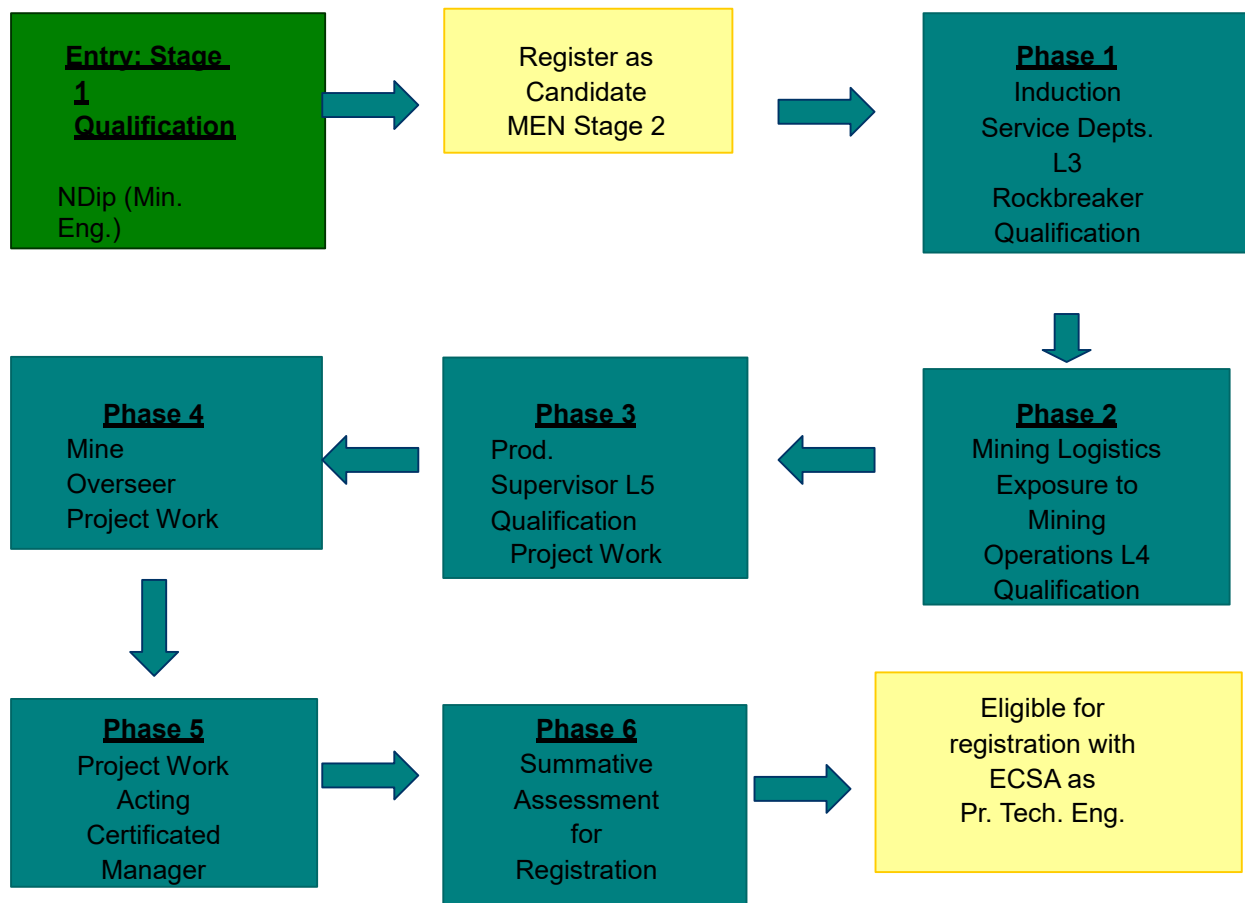 Entry: Stage
1
Qualification
NDip (Min.
Eng.)
Register as
Candidate
MEN Stage 2
Phase 1
Induction
Service Depts.
L3
Rockbreaker
Qualification
Phase 2
Mining Logistics
Exposure to
Mining
Operations L4
Qualification
Phase 3
Prod.
Supervisor L5
Qualification
Project Work
Phase 4
Mine
Overseer
Project Work
Phase 5
Project Work
Acting
Certificated
Manager
Phase 6
Summative
Assessment
for
Registration
Eligible for
registration with
ECSA as
Pr. Tech. Eng.